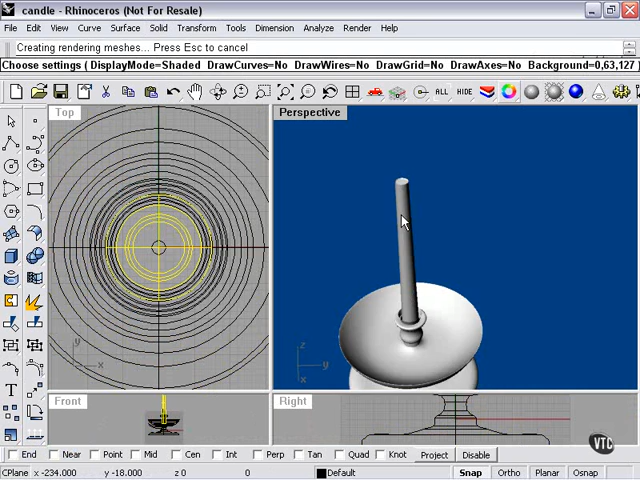 candle - Rhinoceros (Not For Resale)
File Edit View Curve Surface Solid Transform Tools Dimension Analyze Render Help
Creating rendering meshes... Press Esc to cancel
Choose settings ( DisplayMode=Shaded DrawCurves=No DrawWires=No DrawGrid=No DrawAxes=No Background=0,63,127
ALL HIDE
Top
Perspective
y
x
z
y
x
T
Front
Right
VTC
End Near Point Mid Cen Int Perp Tan Quad Knot Project Disable
CPlane x -234.000 y -18.000 z 0 0 Default Snap Ortho Planar Osnap